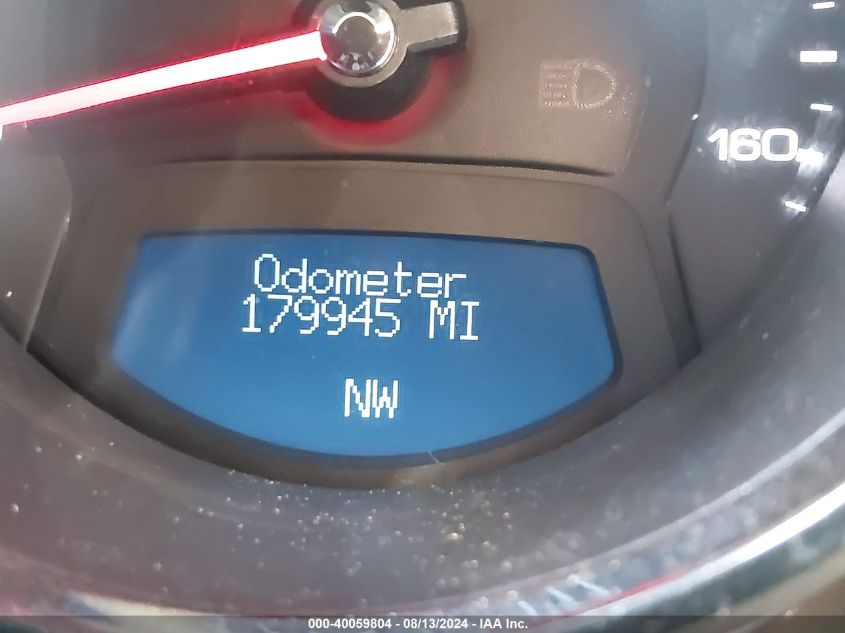 160
Odometer
179945 MI
NW
000-40059804 - 08/13/2024 - IAA Inc.